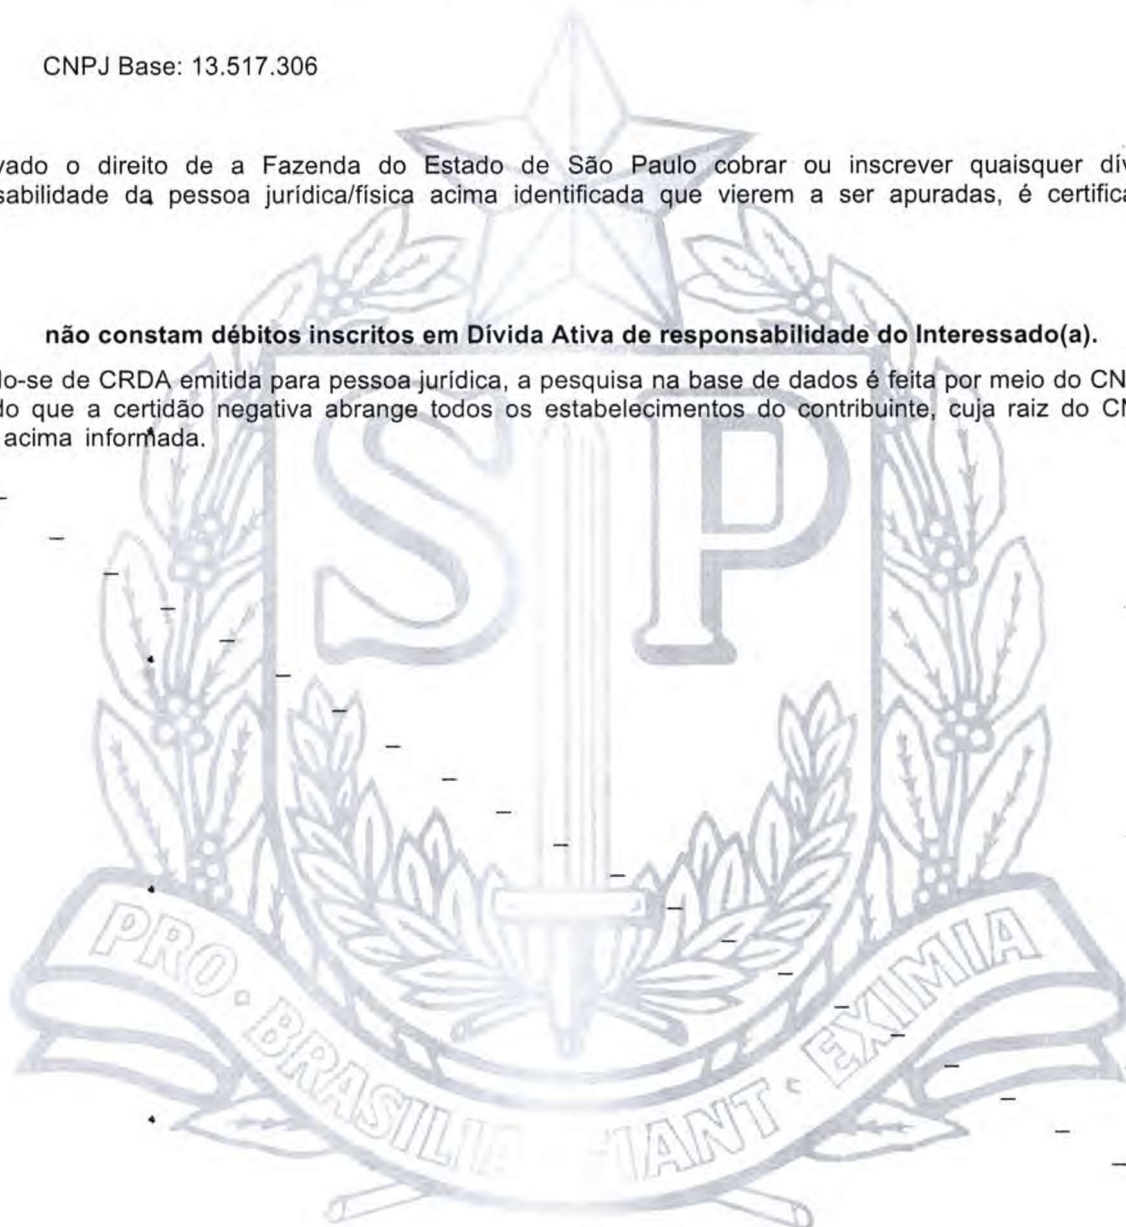 CNPJ Base: 13.517.306
vado o direito de a Fazenda do Estado de São Paulo cobrar ou inscrever quaisquer dív
sabilidade da pessoa jurídica/física acima identificada que vierem a ser apuradas, é certifica
não constam débitos inscritos em Dívida Ativa de responsabilidade do Interessado(a).
do-se de CRDA emitida para pessoa jurídica, a pesquisa na base de dados é feita por meio do CN
do que a certidão negativa abrange todos os estabelecimentos do contribuinte, cuja raiz do CN
acima informada.
SP
PRO · BRASILIA FIANT · EXIMIA